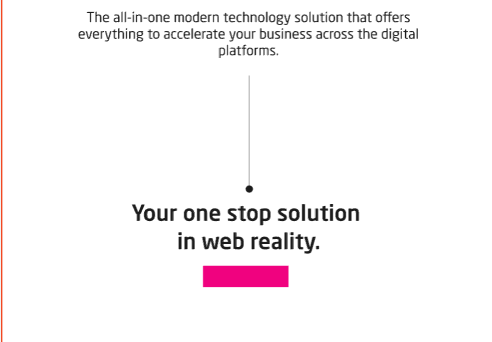 The all-in-one modern technology solution that offers
everything to accelerate your business across the digital
platforms.
Your one stop solution
in web reality.